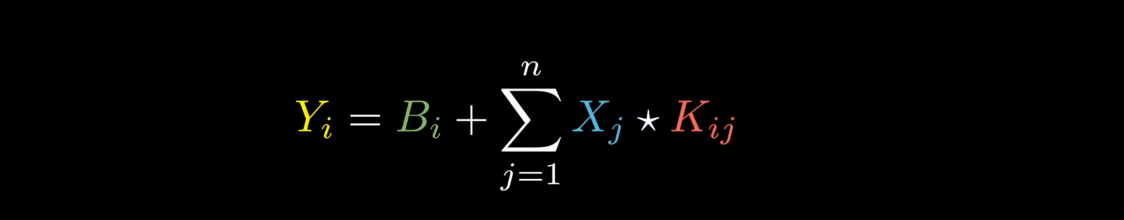 Y_i = B_i + \sum_{j=1}^{n} X_j \star K_{ij}